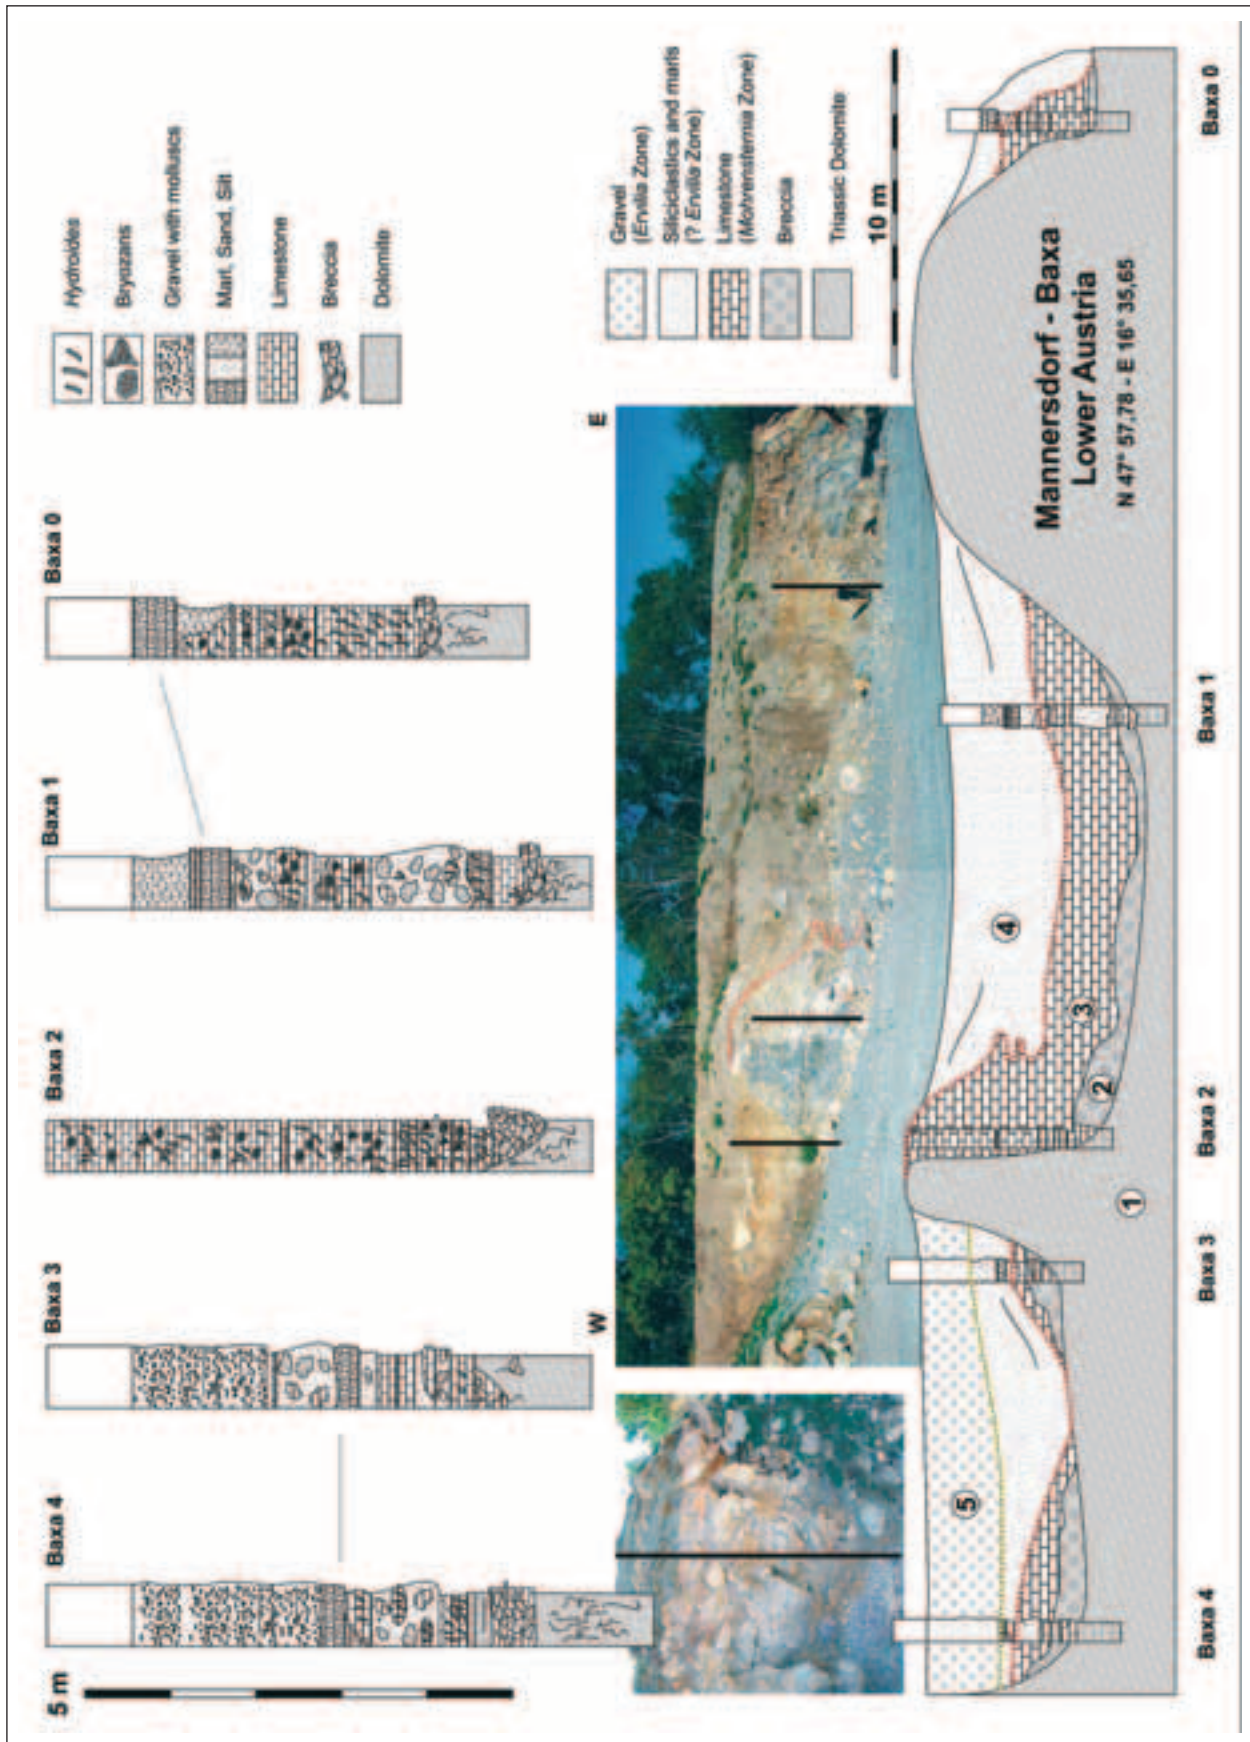 5 m
Baxa 4
Baxa 3
Baxa 2
Baxa 1
Baxa 0
Hydroides
Bryozans
Gravel with molluscs
Marl, Sand, Silt
Limestone
Breccia
Dolomite
W
E
Gravel
(Ervilia Zone)
Siliciclastics and marls
(? Ervilia Zone)
Limestone
(Mohrensternia Zone)
Breccia
Triassic Dolomite
10 m
5
1
2
3
4
Mannersdorf - Baxa
Lower Austria
N 47° 57,78 - E 16° 35,65
Baxa 4
Baxa 3
Baxa 2
Baxa 1
Baxa 0